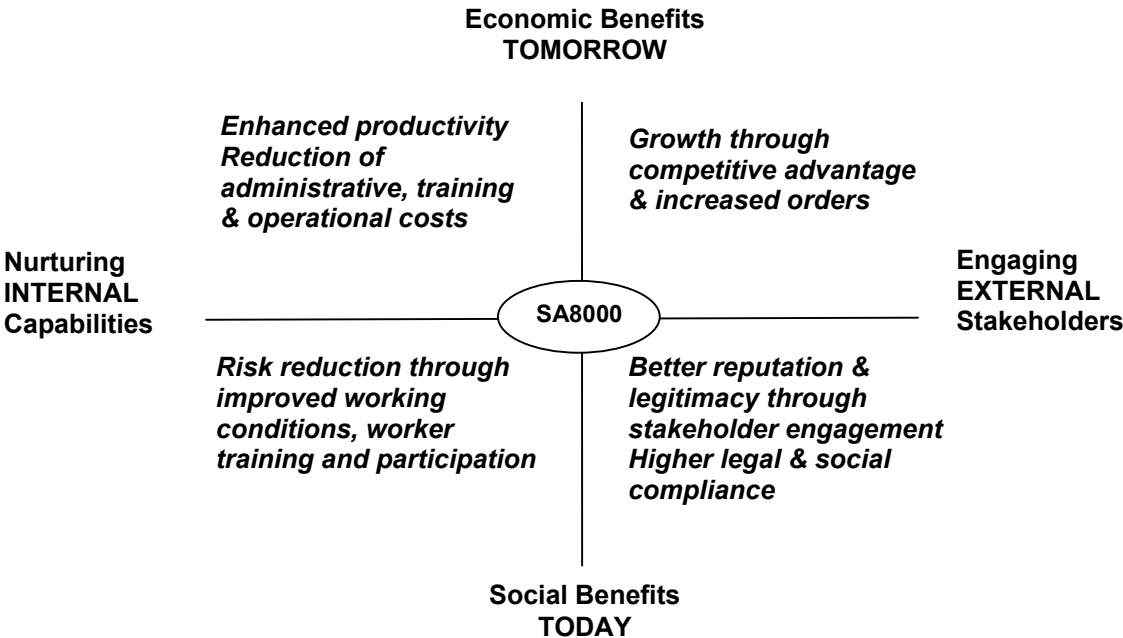 Economic Benefits
TOMORROW
Enhanced productivity
Reduction of
administrative, training
& operational costs
Growth through
competitive advantage
& increased orders
Nurturing
INTERNAL
Capabilities
SA8000
Engaging
EXTERNAL
Stakeholders
Risk reduction through
improved working
conditions, worker
training and participation
Better reputation &
legitimacy through
stakeholder engagement
Higher legal & social
compliance
Social Benefits
TODAY